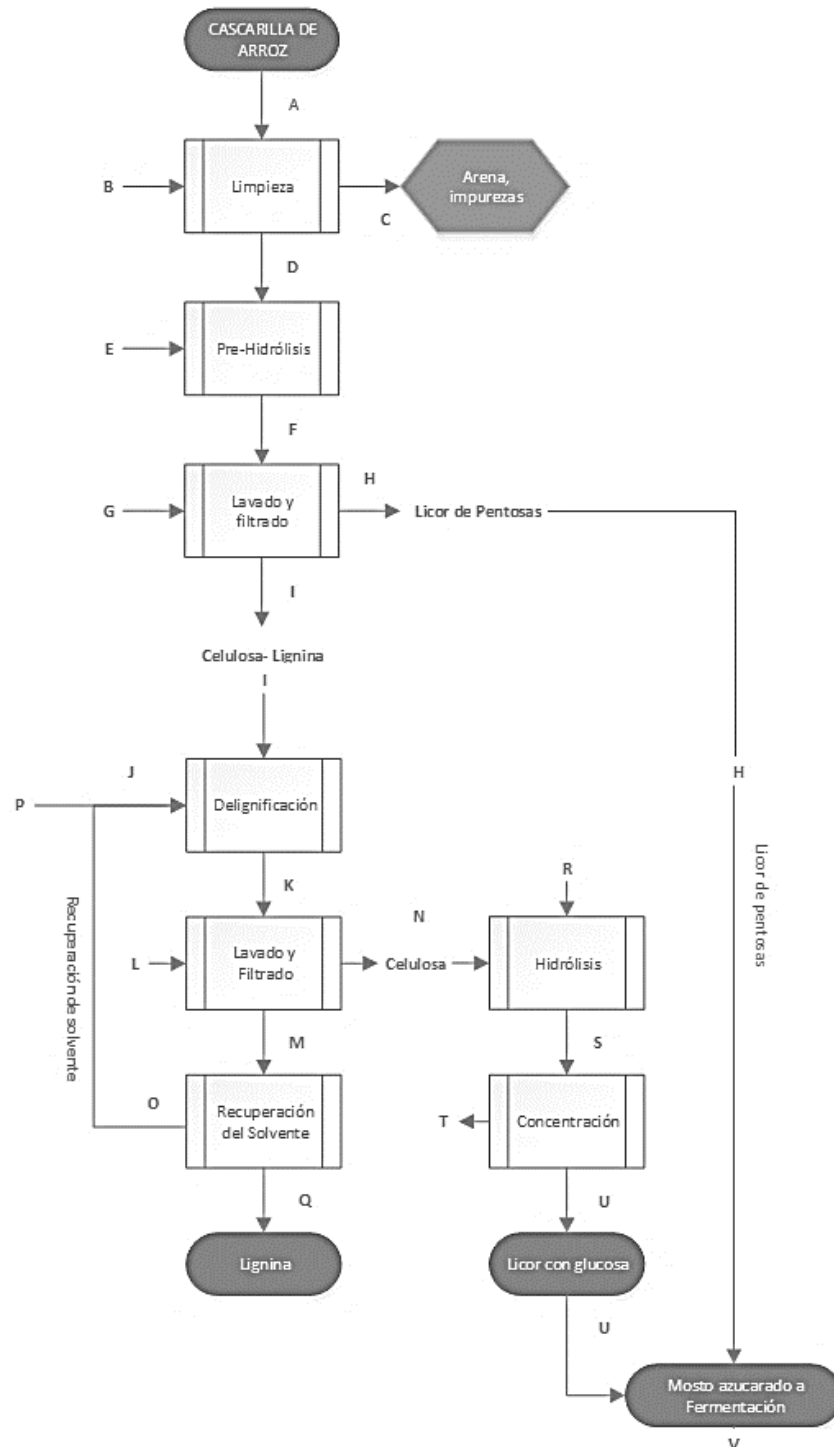 CASCARILLA DE
ARROZ
A
B
Limpieza
C
Arena,
impurezas
D
E
Pre-Hidrólisis
F
G
Lavado y
filtrado
H
Licor de Pentosas
I
Celulosa- Lignina
I
J
P
Delignificación
H
Licor de pentosas
K
R
Recuperación de solvente
L
Lavado y
Filtrado
N
Celulosa
Hidrólisis
M
S
O
Recuperación
del Solvente
T
Concentración
Q
U
Lignina
Licor con glucosa
U
Mosto azucarado a
Fermentación
V